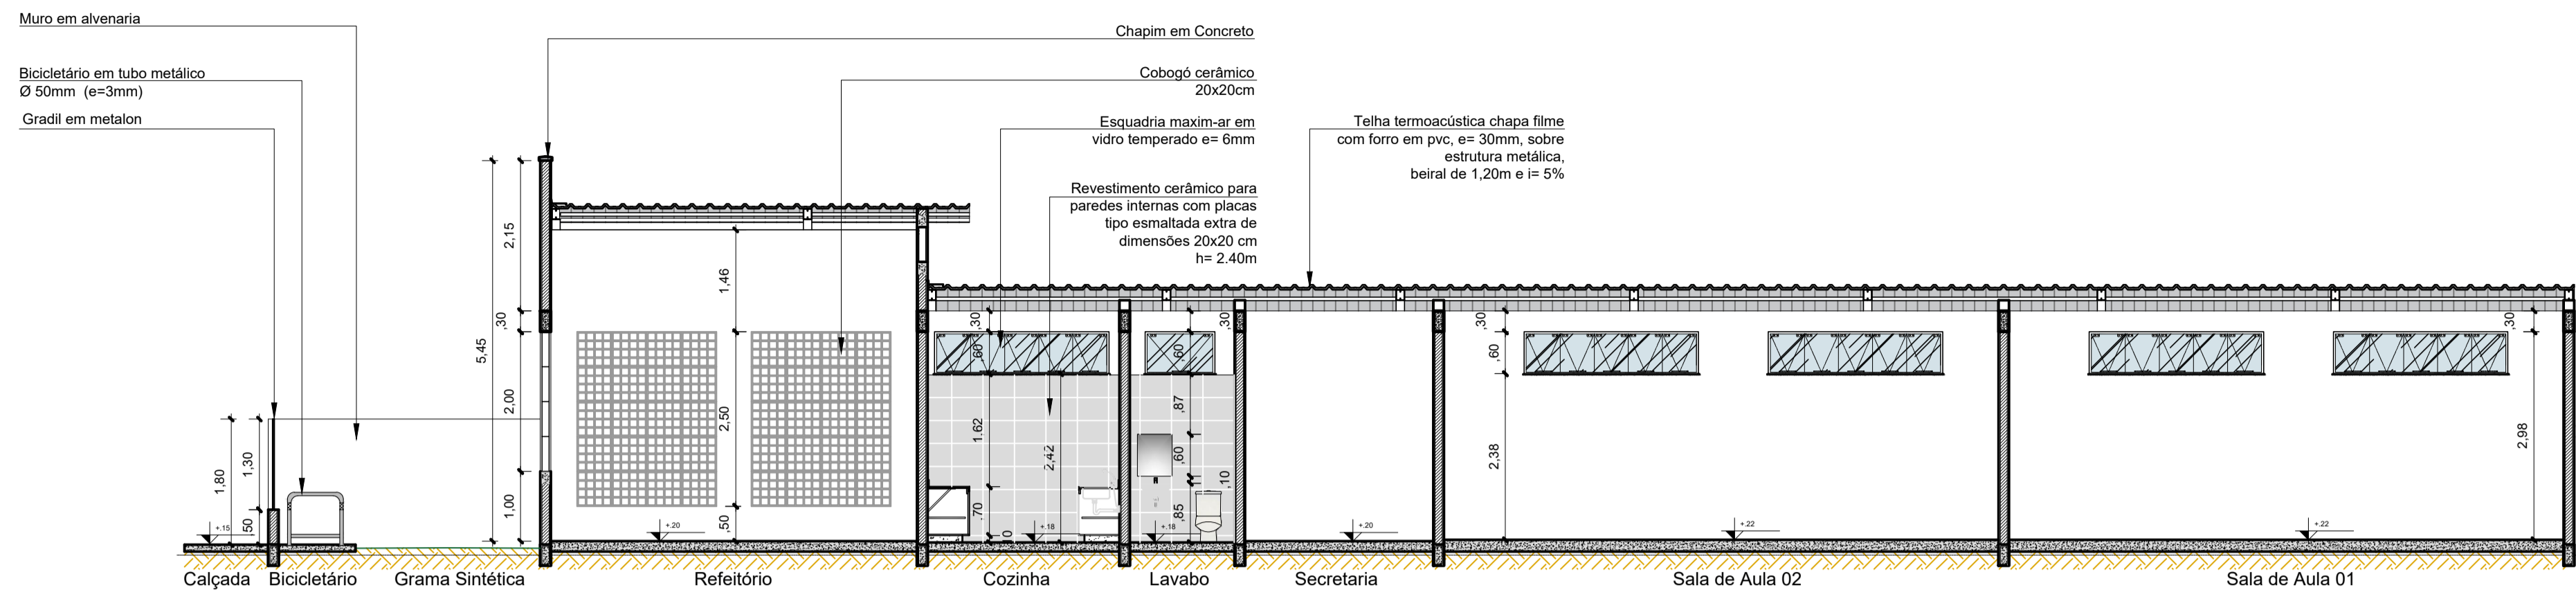 Muro em alvenaria
Bicicletário em tubo metálico
Ø 50mm  (e=3mm)
Gradil em metalon
Chapim em Concreto
Cobogó cerâmico
20x20cm
Esquadria maxim-ar em
vidro temperado e= 6mm
Revestimento cerâmico para
paredes internas com placas
tipo esmaltada extra de
dimensões 20x20 cm
h= 2.40m
Telha termoacústica chapa filme
com forro em pvc, e= 30mm, sobre
estrutura metálica,
beiral de 1,20m e i= 5%
1,80
1,30
,50
5,45
2,15
,30
2,00
1,00
1,46
2,50
,50
,30
,60
1,62
,70
2,42
,30
,60
,87
,60
,10
,85
,30
,60
2,38
,30
2,98
+.15
+.20
+.18
+.18
+.20
+.22
+.22
Calçada
Bicicletário
Grama Sintética
Refeitório
Cozinha
Lavabo
Secretaria
Sala de Aula 02
Sala de Aula 01